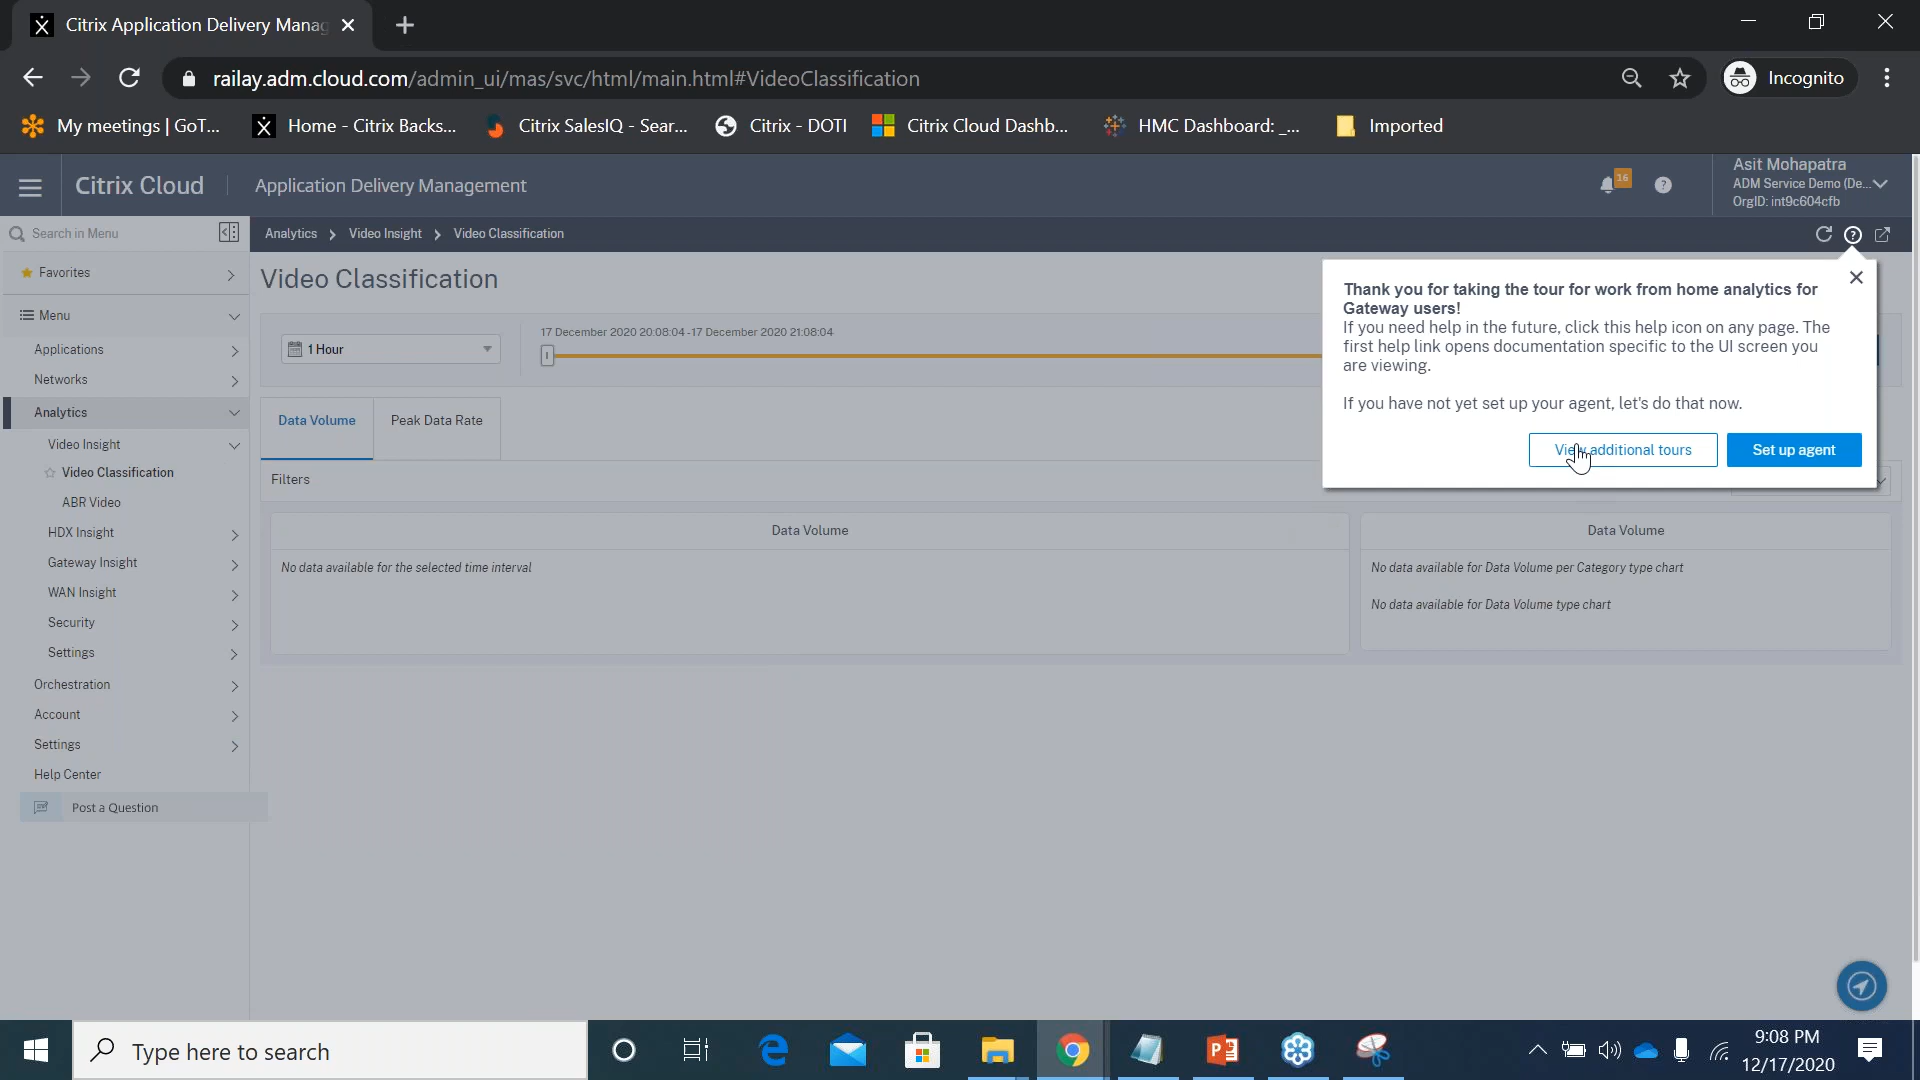 Citrix Application Delivery Manag
railay.adm.cloud.com/admin_ui/mas/svc/html/main.html#VideoClassification
Incognito
My meetings | GoT...
Home - Citrix Backs...
Citrix SalesIQ - Sear...
Citrix - DOTI
Citrix Cloud Dashb...
HMC Dashboard: _...
Imported
Citrix Cloud
Application Delivery Management
16
Asit Mohapatra
ADM Service Demo (De...
OrgID: int9c604cfb
Search in Menu
Analytics
Video Insight
Video Classification
Favorites
Menu
Applications
Networks
Analytics
Video Insight
Video Classification
ABR Video
HDX Insight
Gateway Insight
WAN Insight
Security
Settings
Orchestration
Account
Settings
Help Center
Post a Question
Video Classification
1 Hour
17 December 2020 20:08:04 - 17 December 2020 21:08:04
Data Volume
Peak Data Rate
Filters
Data Volume
No data available for the selected time interval
Data Volume
No data available for Data Volume per Category type chart
No data available for Data Volume type chart
Thank you for taking the tour for work from home analytics for
Gateway users!
If you need help in the future, click this help icon on any page. The
first help link opens documentation specific to the UI screen you
are viewing.
If you have not yet set up your agent, let's do that now.
View additional tours
Set up agent
Type here to search
9:08 PM
12/17/2020